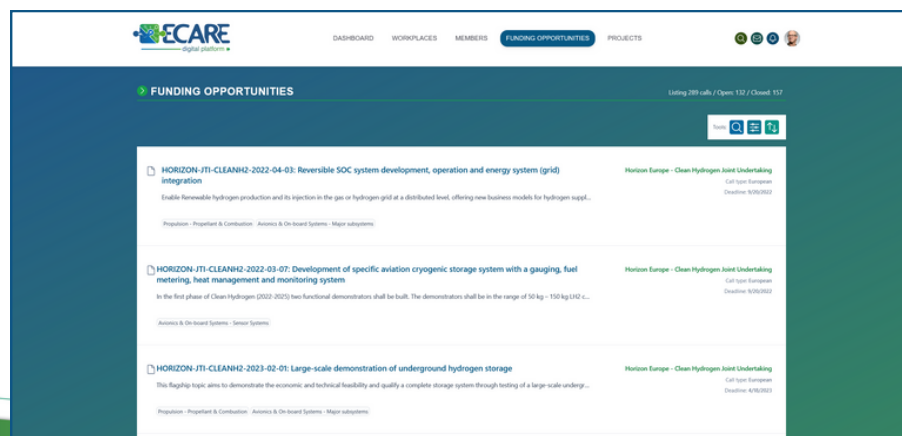 ECARE
digital platform
DASHBOARD WORKPLACES MEMBERS FUNDING OPPORTUNITIES PROJECTS
FUNDING OPPORTUNITIES
Listing 289 calls / Open: 132 / Closed: 157
Tools:
HORIZON-JTI-CLEANH2-2022-04-03: Reversible SOC system development, operation and energy system (grid)
integration
Horizon Europe - Clean Hydrogen Joint Undertaking
Call type: European
Deadline: 9/20/2022
Enable Renewable hydrogen production and its injection in the gas or hydrogen grid at a distributed level, offering new business models for hydrogen suppl...
Propulsion - Propellant & Combustion Avionics & On-board Systems - Major subsystems
HORIZON-JTI-CLEANH2-2022-03-07: Development of specific aviation cryogenic storage system with a gauging, fuel
metering, heat management and monitoring system
Horizon Europe - Clean Hydrogen Joint Undertaking
Call type: European
Deadline: 9/20/2022
In the first phase of Clean Hydrogen (2022-2025) two functional demonstrators shall be built. The demonstrators shall be in the range of 50 kg – 150 kg LH2 c...
Avionics & On-board Systems - Sensor Systems
HORIZON-JTI-CLEANH2-2023-02-01: Large-scale demonstration of underground hydrogen storage
Horizon Europe - Clean Hydrogen Joint Undertaking
Call type: European
Deadline: 4/18/2023
This flagship topic aims to demonstrate the economic and technical feasibility and qualify a complete storage system through testing of a large-scale undergr...
Propulsion - Propellant & Combustion Avionics & On-board Systems - Major subsystems